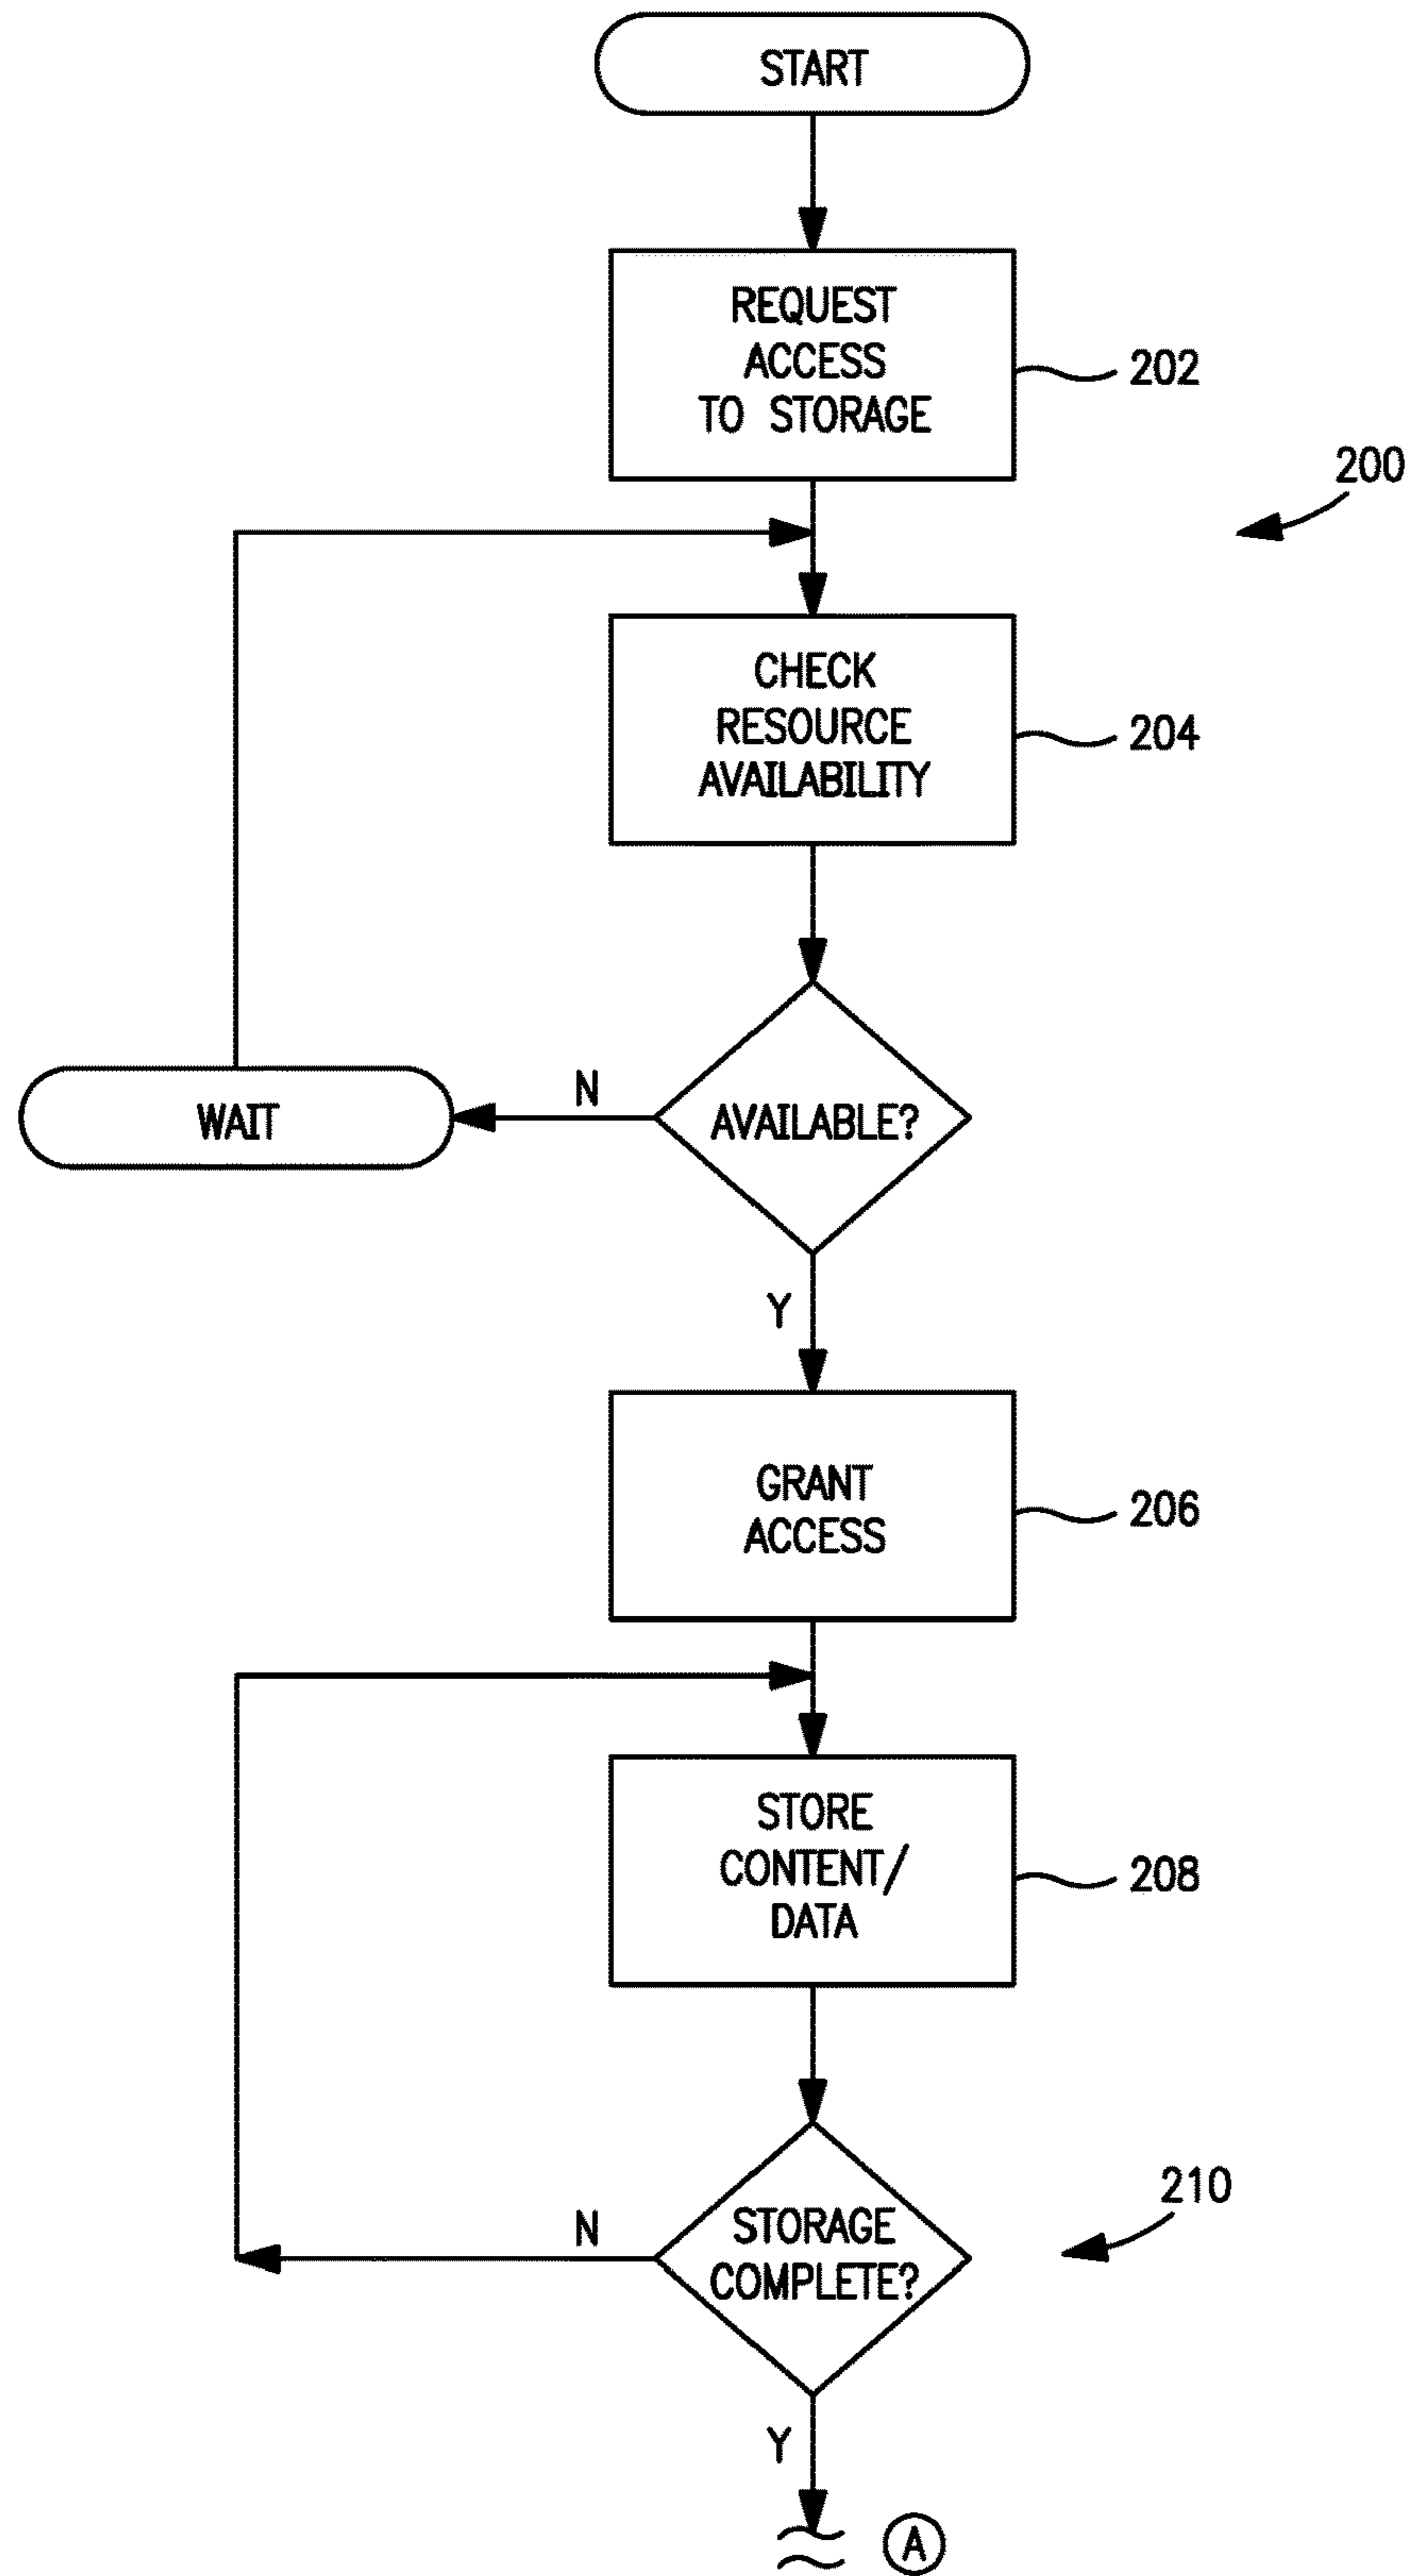 START
REQUEST
ACCESS
TO STORAGE
202
200
CHECK
RESOURCE
AVAILABILITY
204
N
WAIT
AVAILABLE?
Y
GRANT
ACCESS
206
STORE
CONTENT/
DATA
208
210
N
STORAGE
COMPLETE?
Y
A